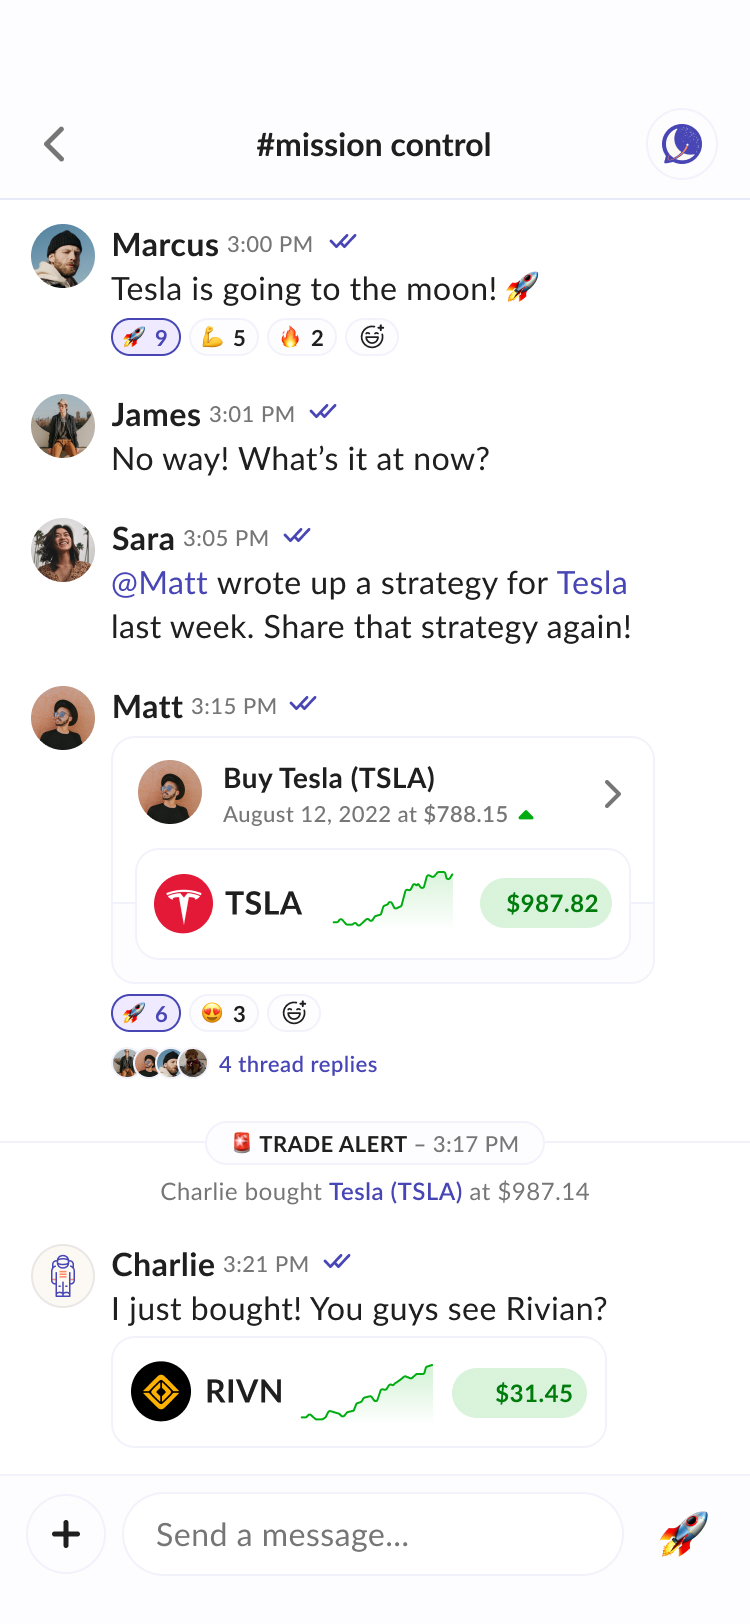 #mission control
Marcus 3:00 PM
Tesla is going to the moon! 🚀
🚀 9 💪 5 🔥 2
James 3:01 PM
No way! What’s it at now?
Sara 3:05 PM
@Matt wrote up a strategy for Tesla
last week. Share that strategy again!
Matt 3:15 PM
Buy Tesla (TSLA)
August 12, 2022 at $788.15
TSLA $987.82
🚀 6 😍 3
4 thread replies
🚨 TRADE ALERT – 3:17 PM
Charlie bought Tesla (TSLA) at $987.14
Charlie 3:21 PM
I just bought! You guys see Rivian?
RIVN $31.45
Send a message...